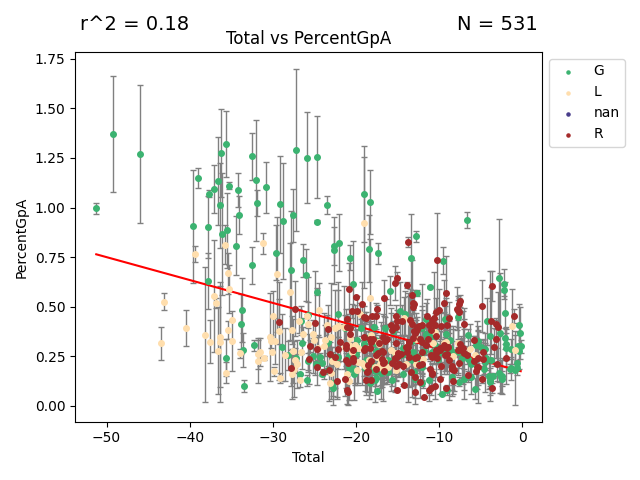 r^2 = 0.18
N = 531
Total vs PercentGpA
1.75
1.50
1.25
1.00
0.75
0.50
0.25
0.00
PercentGpA
−50
−40
−30
−20
−10
0
Total
G
L
nan
R